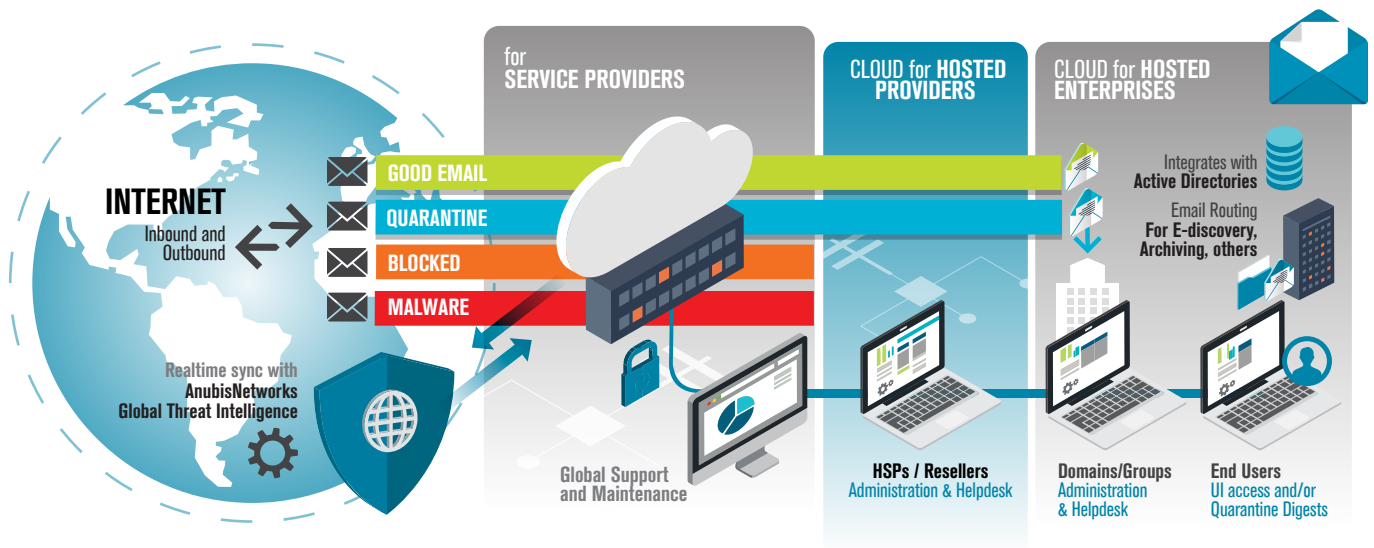 for
SERVICE PROVIDERS
CLOUD for HOSTED
PROVIDERS
CLOUD for HOSTED
ENTERPRISES
INTERNET
Inbound and
Outbound
GOOD EMAIL
QUARANTINE
BLOCKED
MALWARE
Integrates with
Active Directories
Email Routing
For E-discovery,
Archiving, others
Realtime sync with
AnubisNetworks
Global Threat Intelligence
Global Support
and Maintenance
HSPs / Resellers
Administration & Helpdesk
Domains/Groups
Administration
& Helpdesk
End Users
UI access and/or
Quarantine Digests